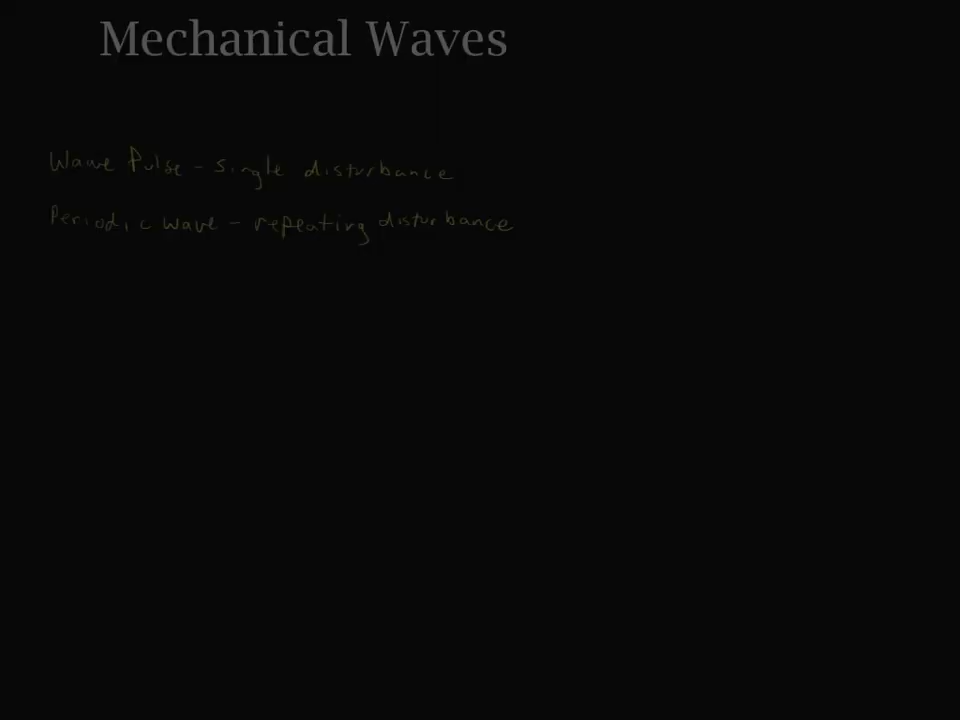 Mechanical Waves
Wave Pulse - single disturbance
Periodic wave - repeating disturbance